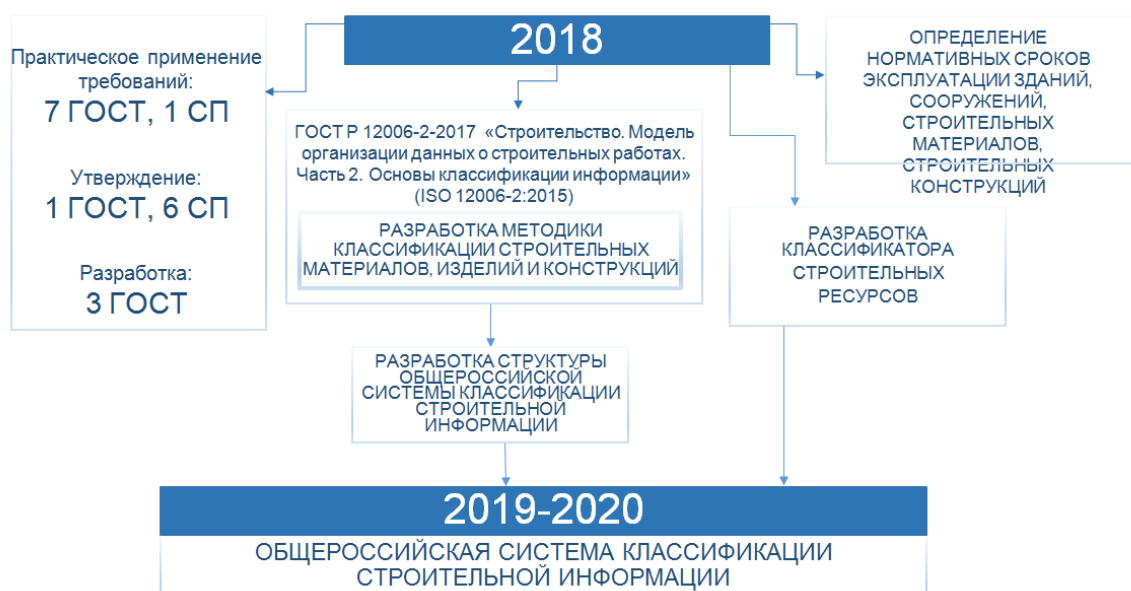 2018
Практическое применение
требований:
7 ГОСТ, 1 СП
Утверждение:
1 ГОСТ, 6 СП
Разработка:
3 ГОСТ
ГОСТ Р 12006-2-2017 «Строительство. Модель
организации данных о строительных работах.
Часть 2. Основы классификации информации»
(ISO 12006-2:2015)
РАЗРАБОТКА МЕТОДИКИ
КЛАССИФИКАЦИИ СТРОИТЕЛЬНЫХ
МАТЕРИАЛОВ, ИЗДЕЛИЙ И КОНСТРУКЦИЙ
ОПРЕДЕЛЕНИЕ
НОРМАТИВНЫХ СРОКОВ
ЭКСПЛУАТАЦИИ ЗДАНИЙ,
СООРУЖЕНИЙ,
СТРОИТЕЛЬНЫХ
МАТЕРИАЛОВ,
СТРОИТЕЛЬНЫХ
КОНСТРУКЦИЙ
РАЗРАБОТКА
КЛАССИФИКАТОРА
СТРОИТЕЛЬНЫХ
РЕСУРСОВ
РАЗРАБОТКА СТРУКТУРЫ
ОБЩЕРОССИЙСКОЙ
СИСТЕМЫ КЛАССИФИКАЦИИ
СТРОИТЕЛЬНОЙ
ИНФОРМАЦИИ
2019-2020
ОБЩЕРОССИЙСКАЯ СИСТЕМА КЛАССИФИКАЦИИ
СТРОИТЕЛЬНОЙ ИНФОРМАЦИИ